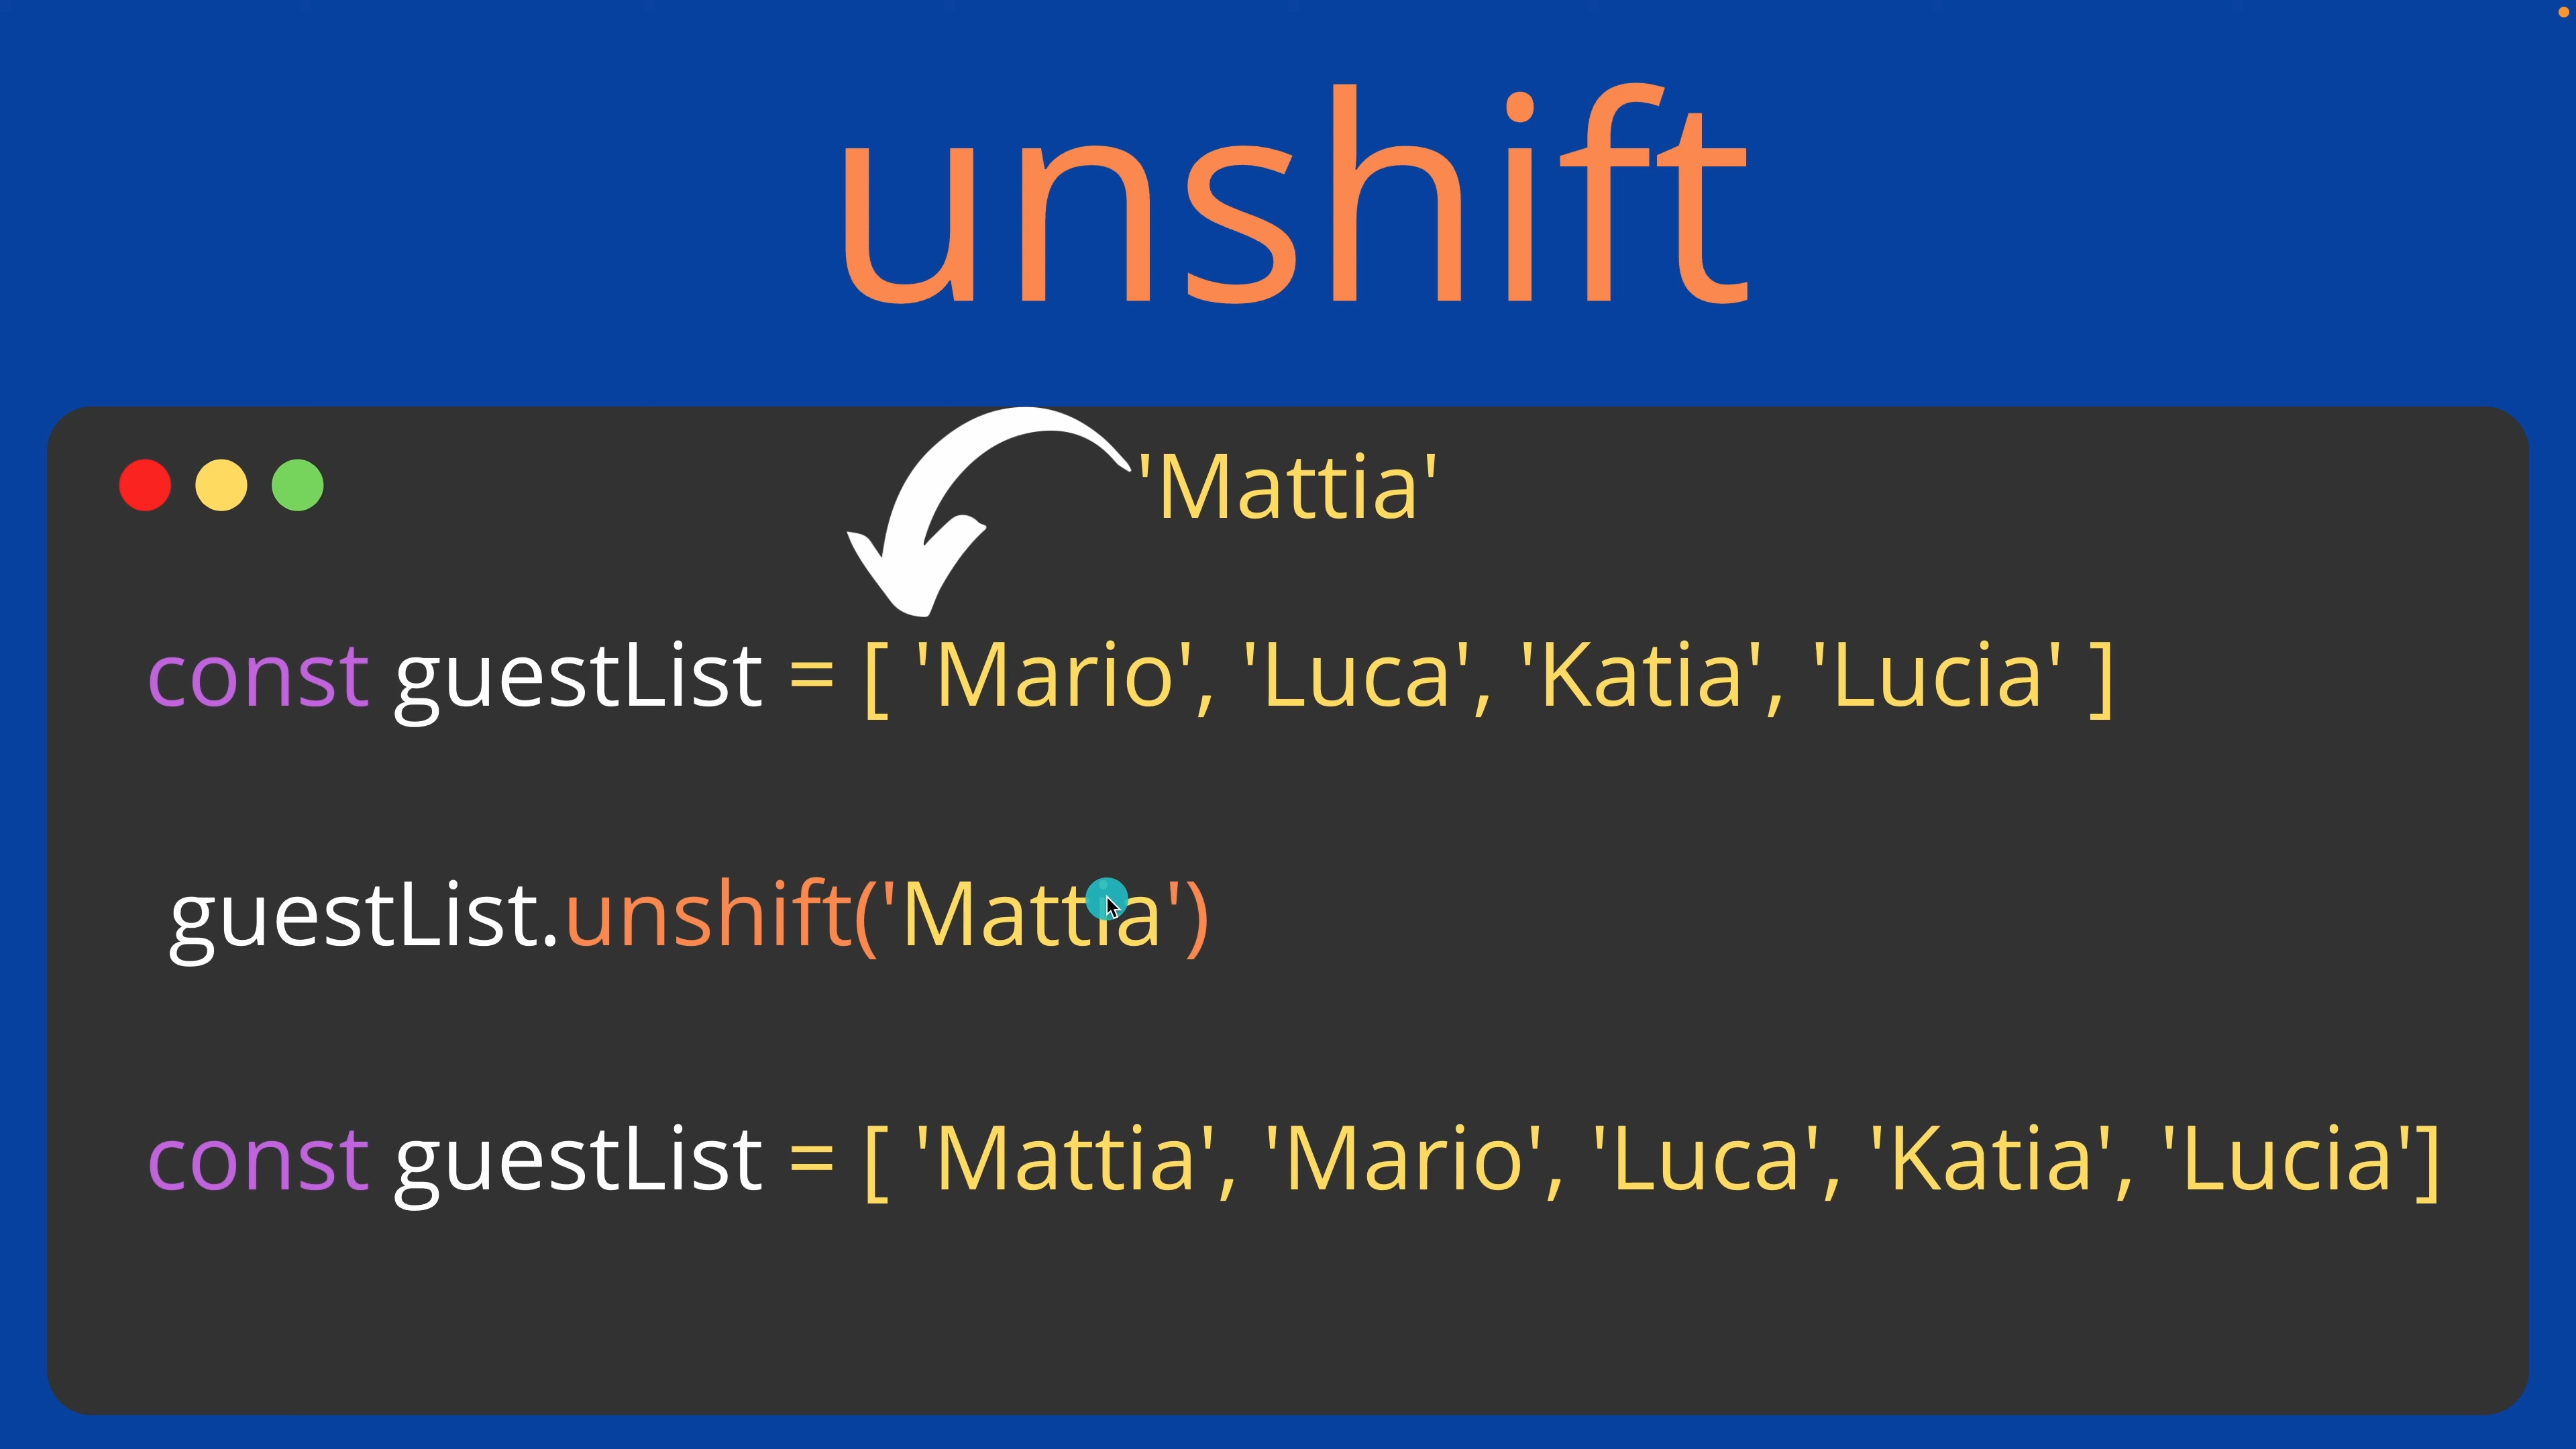 unshift
'Mattia'
const guestList = [ 'Mario', 'Luca', 'Katia', 'Lucia' ]
guestList.unshift('Mattia')
const guestList = [ 'Mattia', 'Mario', 'Luca', 'Katia', 'Lucia']